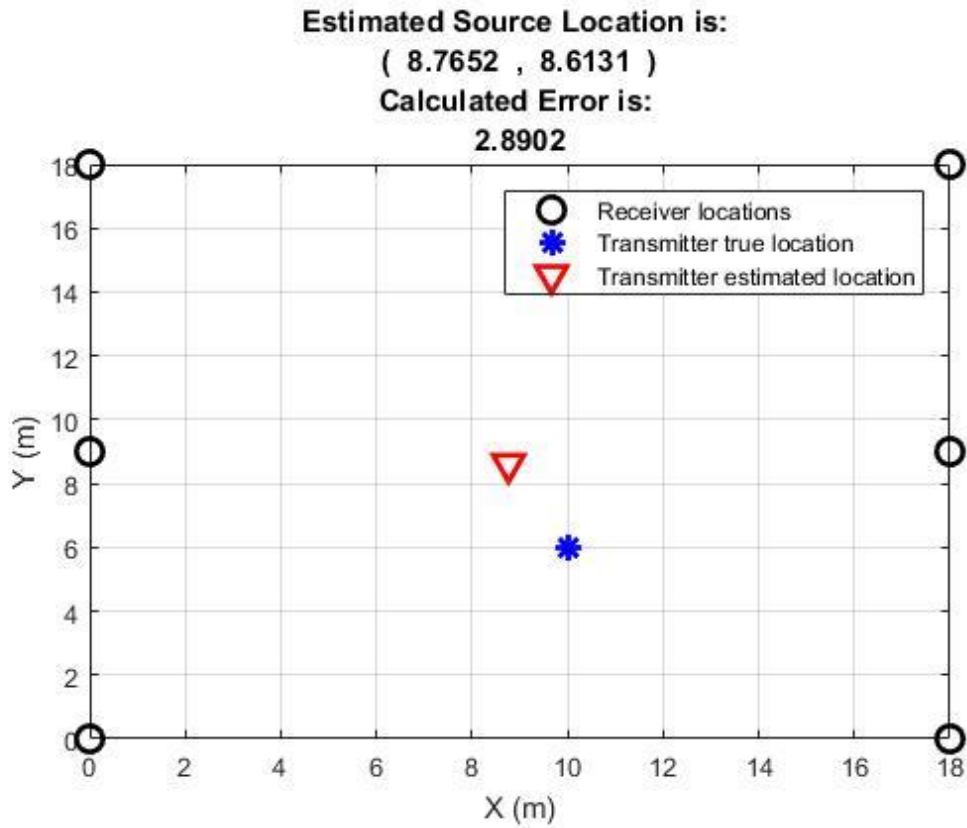 Estimated Source Location is:
( 8.7652 , 8.6131 )
Calculated Error is:
2.8902
18
16
14
12
10
8
6
4
2
0
Y (m)
Receiver locations
Transmitter true location
Transmitter estimated location
0 2 4 6 8 10 12 14 16 18
X (m)